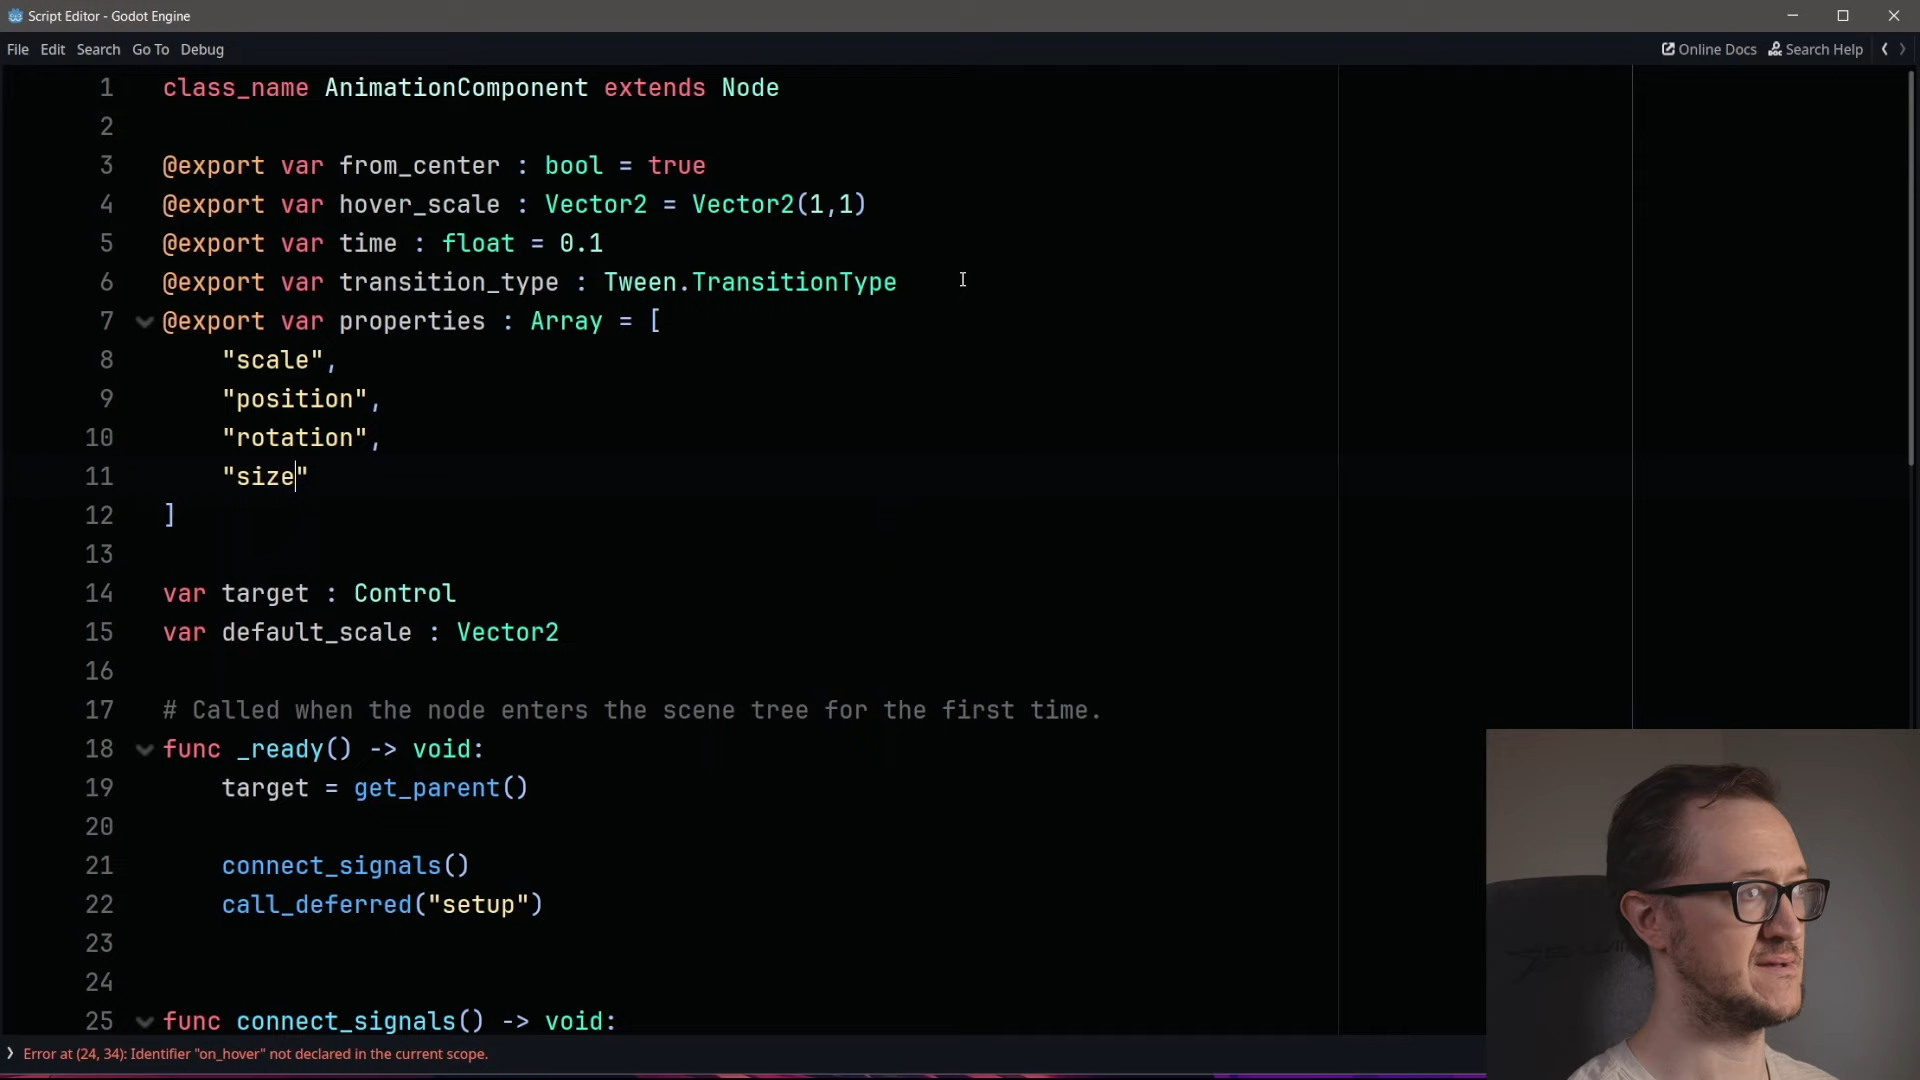 Script Editor - Godot Engine
File Edit Search Go To Debug
Online Docs Search Help
1 class_name AnimationComponent extends Node
2
3 @export var from_center : bool = true
4 @export var hover_scale : Vector2 = Vector2(1,1)
5 @export var time : float = 0.1
6 @export var transition_type : Tween.TransitionType
7 @export var properties : Array = [
8 "scale",
9 "position",
10 "rotation",
11 "size"
12 ]
13
14 var target : Control
15 var default_scale : Vector2
16
17 # Called when the node enters the scene tree for the first time.
18 func _ready() -> void:
19 target = get_parent()
20
21 connect_signals()
22 call_deferred("setup")
23
24
25 func connect_signals() -> void:
Error at (24, 34): Identifier "on_hover" not declared in the current scope.